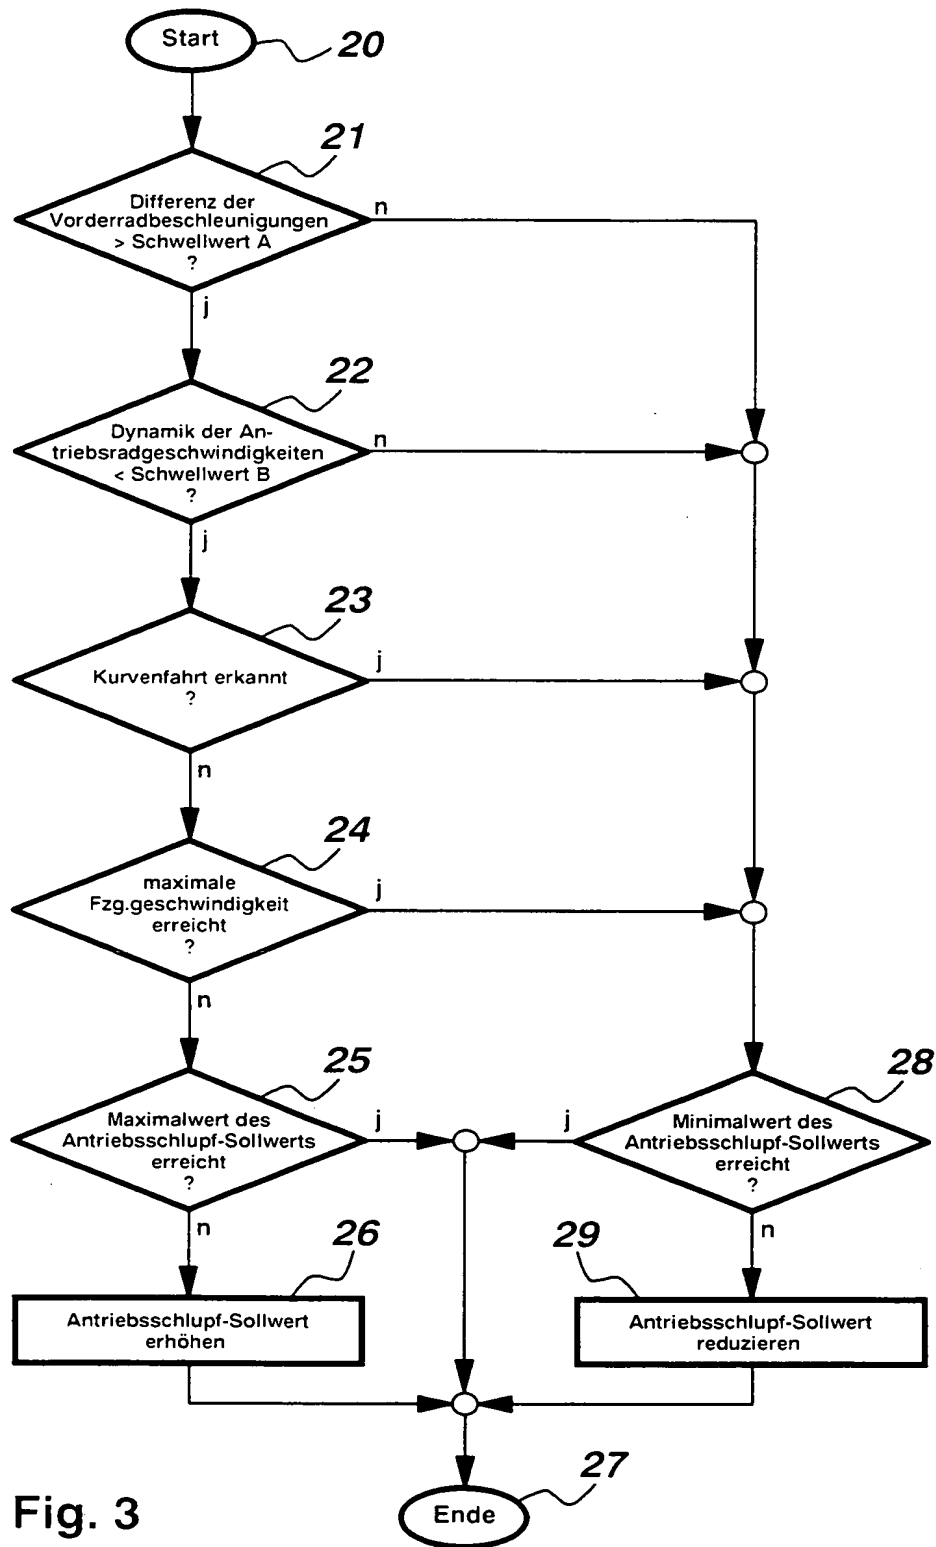 Start
20
21
Differenz der
Vorderradbeschleunigungen
> Schwellwert A
?
n
j
22
Dynamik der An-
triebsradgeschwindigkeiten
< Schwellwert B
?
n
j
23
Kurvenfahrt erkannt
?
j
n
24
maximale
Fzg.geschwindigkeit
erreicht
?
j
n
25
Maximalwert des
Antriebsschlupf-Sollwerts
erreicht
?
j
n
28
Minimalwert des
Antriebsschlupf-Sollwerts
erreicht
?
j
n
26
Antriebsschlupf-Sollwert
erhöhen
29
Antriebsschlupf-Sollwert
reduzieren
27
Ende
Fig. 3